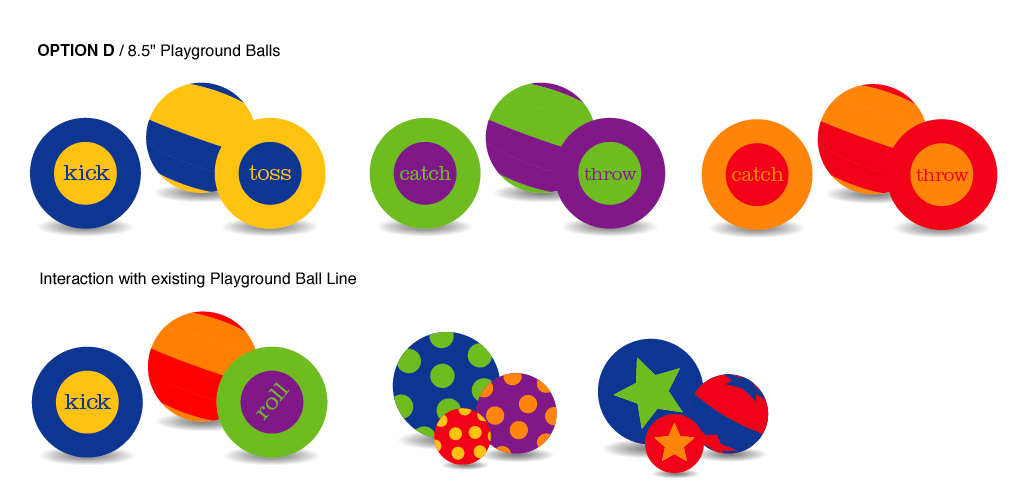 OPTION D / 8.5" Playground Balls
kick
toss
catch
throw
catch
throw
Interaction with existing Playground Ball Line
kick
roll